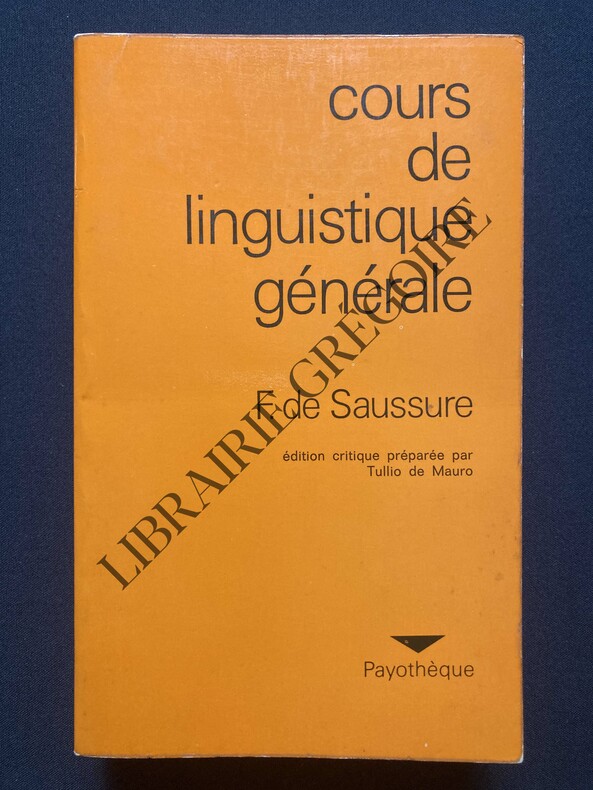 cours
de
linguistique
générale
F. de Saussure
édition critique préparée par
Tullio de Mauro
LIBRAIRIE GRÉGOIRE
Payothèque